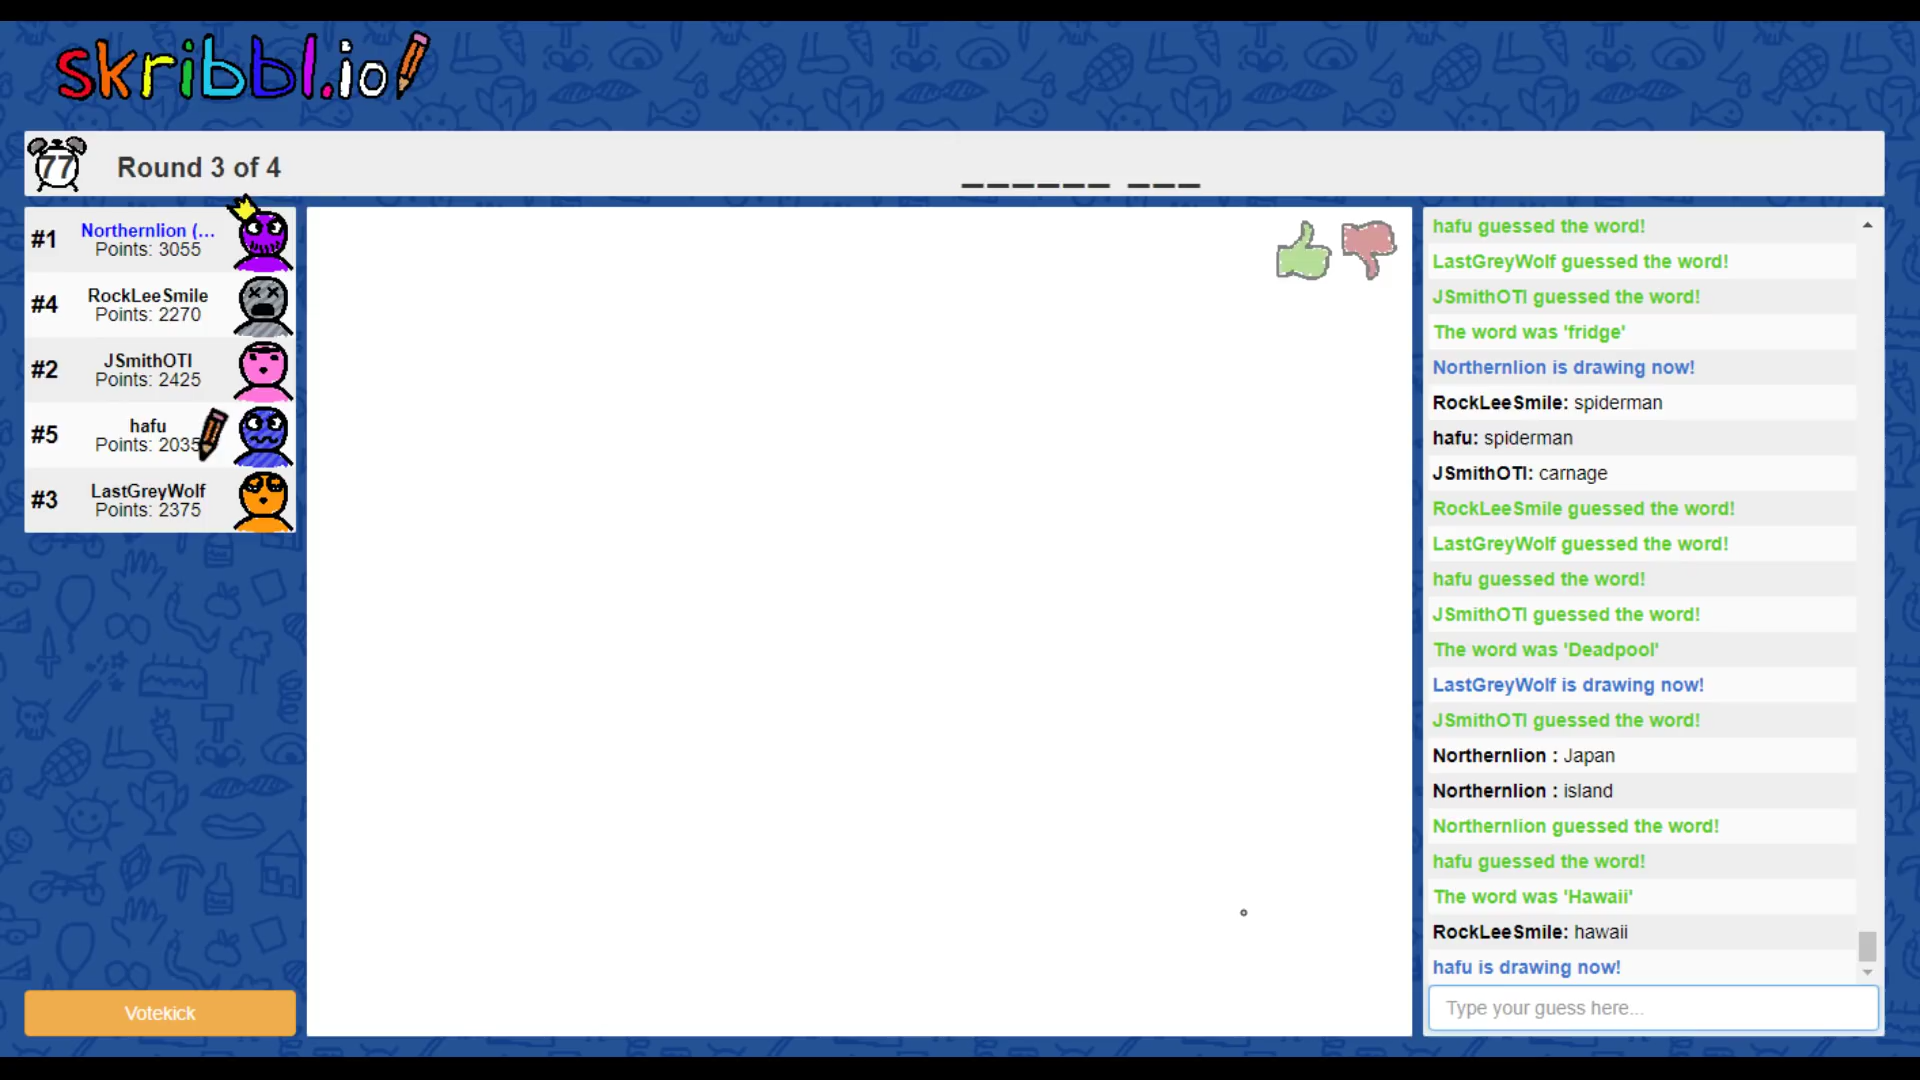 skribbl.io
77
Round 3 of 4
______ ___
#1
Northernlion (...
Points: 3055
#4
RockLeeSmile
Points: 2270
#2
JSmithOTI
Points: 2425
#5
hafu
Points: 2035
#3
LastGreyWolf
Points: 2375
Votekick
hafu guessed the word!
LastGreyWolf guessed the word!
JSmithOTI guessed the word!
The word was 'fridge'
Northernlion is drawing now!
RockLeeSmile: spiderman
hafu: spiderman
JSmithOTI: carnage
RockLeeSmile guessed the word!
LastGreyWolf guessed the word!
hafu guessed the word!
JSmithOTI guessed the word!
The word was 'Deadpool'
LastGreyWolf is drawing now!
JSmithOTI guessed the word!
Northernlion : Japan
Northernlion : island
Northernlion guessed the word!
hafu guessed the word!
The word was 'Hawaii'
RockLeeSmile: hawaii
hafu is drawing now!
Type your guess here...